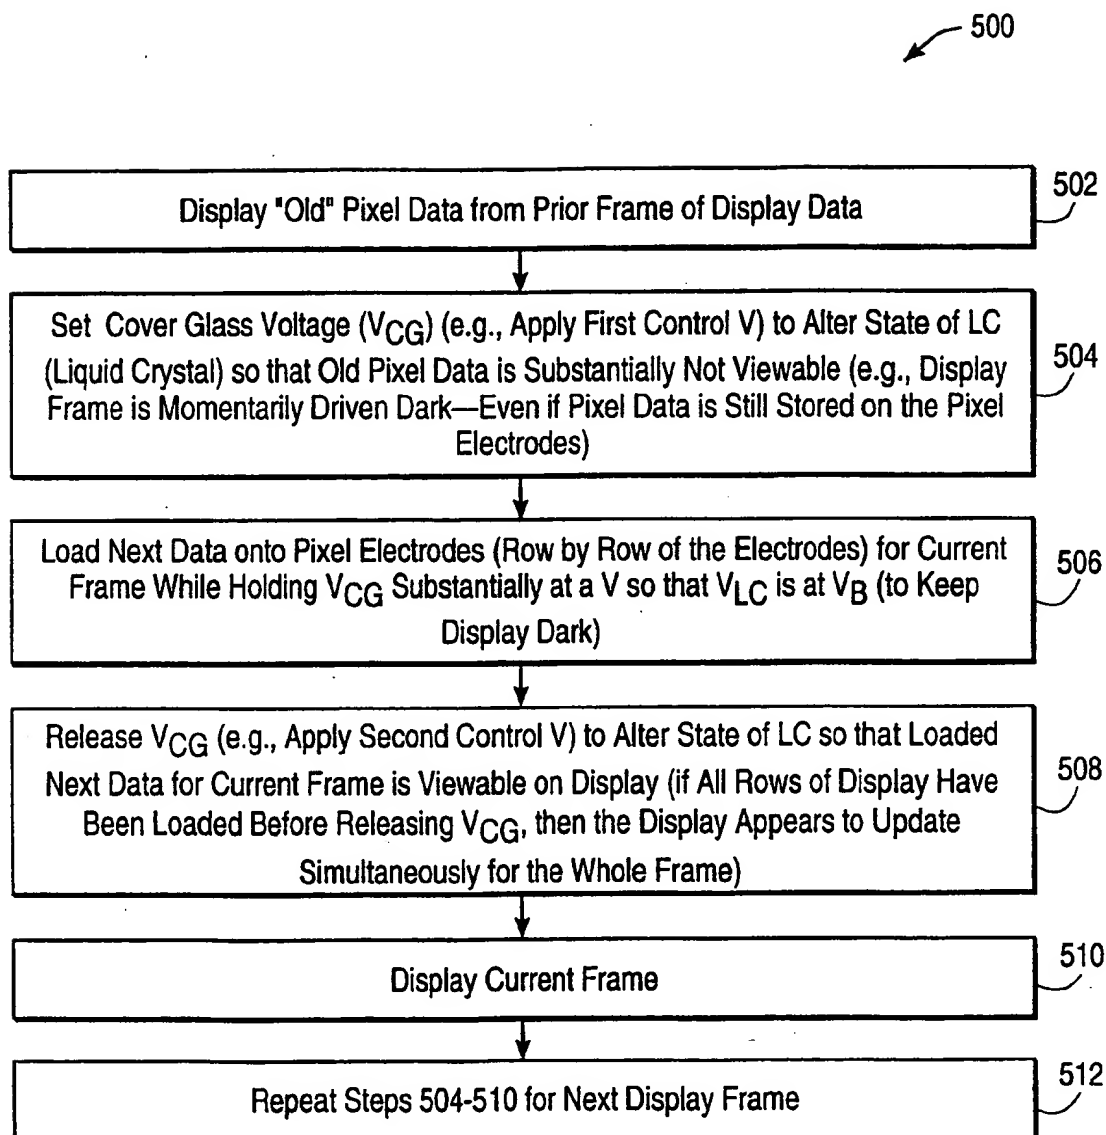 500
Display "Old" Pixel Data from Prior Frame of Display Data
502
Set Cover Glass Voltage (VCG) (e.g., Apply First Control V) to Alter State of LC
(Liquid Crystal) so that Old Pixel Data is Substantially Not Viewable (e.g., Display
Frame is Momentarily Driven Dark—Even if Pixel Data is Still Stored on the Pixel
Electrodes)
504
Load Next Data onto Pixel Electrodes (Row by Row of the Electrodes) for Current
Frame While Holding VCG Substantially at a V so that VLC is at VB (to Keep
Display Dark)
506
Release VCG (e.g., Apply Second Control V) to Alter State of LC so that Loaded
Next Data for Current Frame is Viewable on Display (if All Rows of Display Have
Been Loaded Before Releasing VCG, then the Display Appears to Update
Simultaneously for the Whole Frame)
508
Display Current Frame
510
Repeat Steps 504-510 for Next Display Frame
512